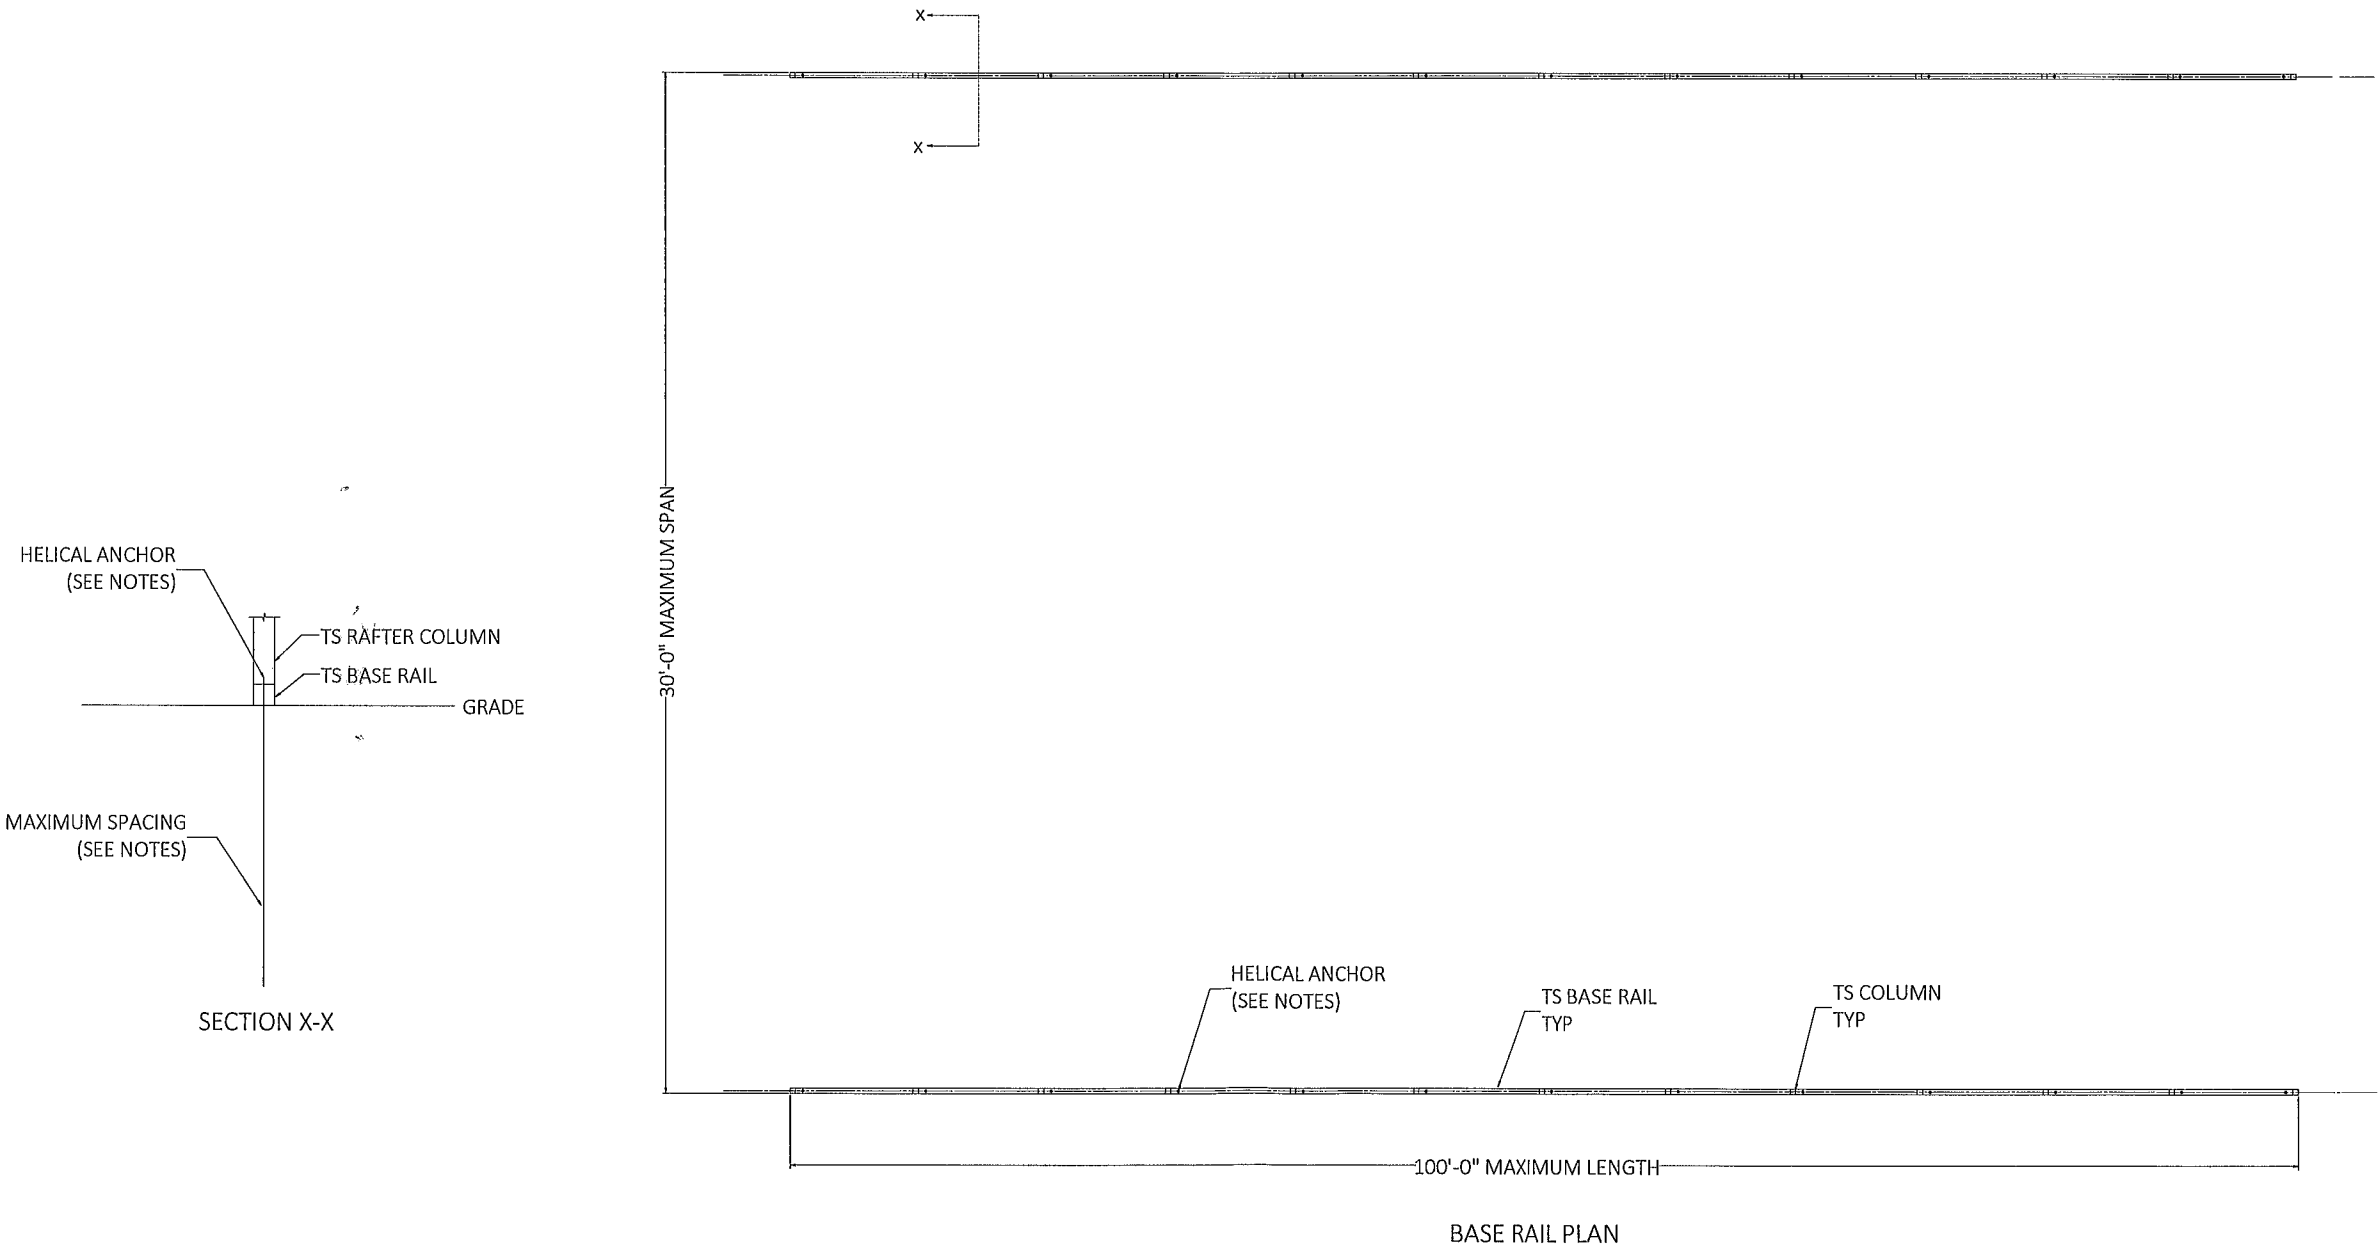 X
X
30'-0" MAXIMUM SPAN
HELICAL ANCHOR
(SEE NOTES)
TS RAFTER COLUMN
TS BASE RAIL
GRADE
MAXIMUM SPACING
(SEE NOTES)
SECTION X-X
HELICAL ANCHOR
(SEE NOTES)
TS BASE RAIL
TYP
TS COLUMN
TYP
100'-0" MAXIMUM LENGTH
BASE RAIL PLAN